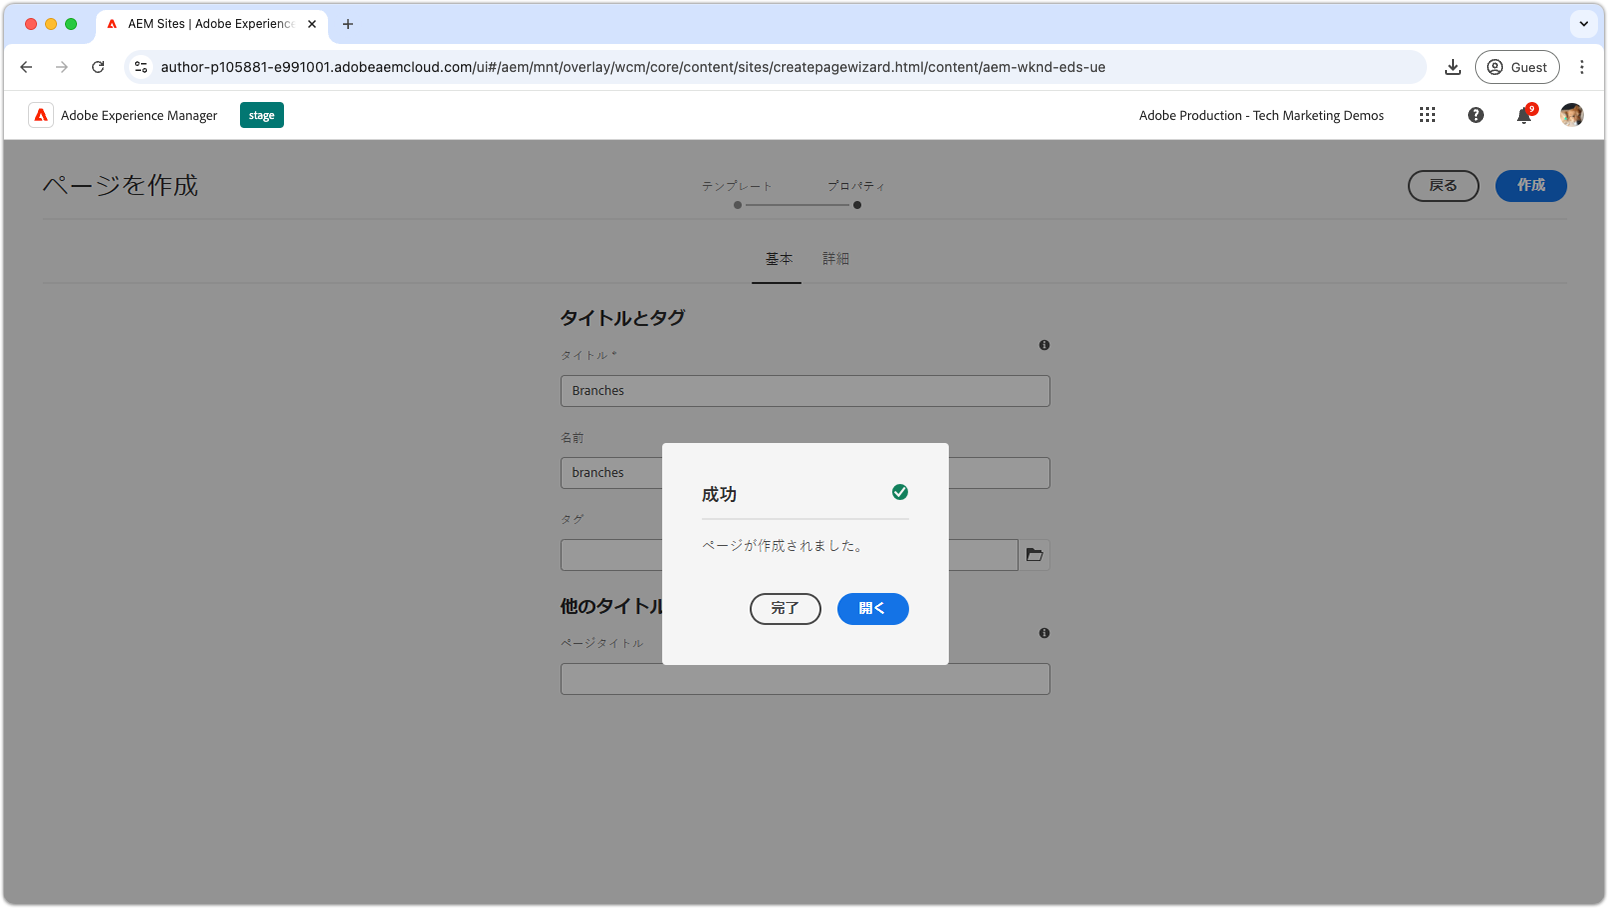 AEM Sites | Adobe Experience
author-p105881-e991001.adobeaemcloud.com/ui#/aem/mnt/overlay/wcm/core/content/sites/createpagewizard.html/content/aem-wknd-eds-ue
Guest
Adobe Experience Manager
stage
Adobe Production - Tech Marketing Demos
9
ページを作成
テンプレート
プロパティ
戻る
作成
基本
詳細
タイトルとタグ
タイトル *
Branches
名前
branches
タグ
他のタイトル
ページタイトル
成功
ページが作成されました。
完了
開く